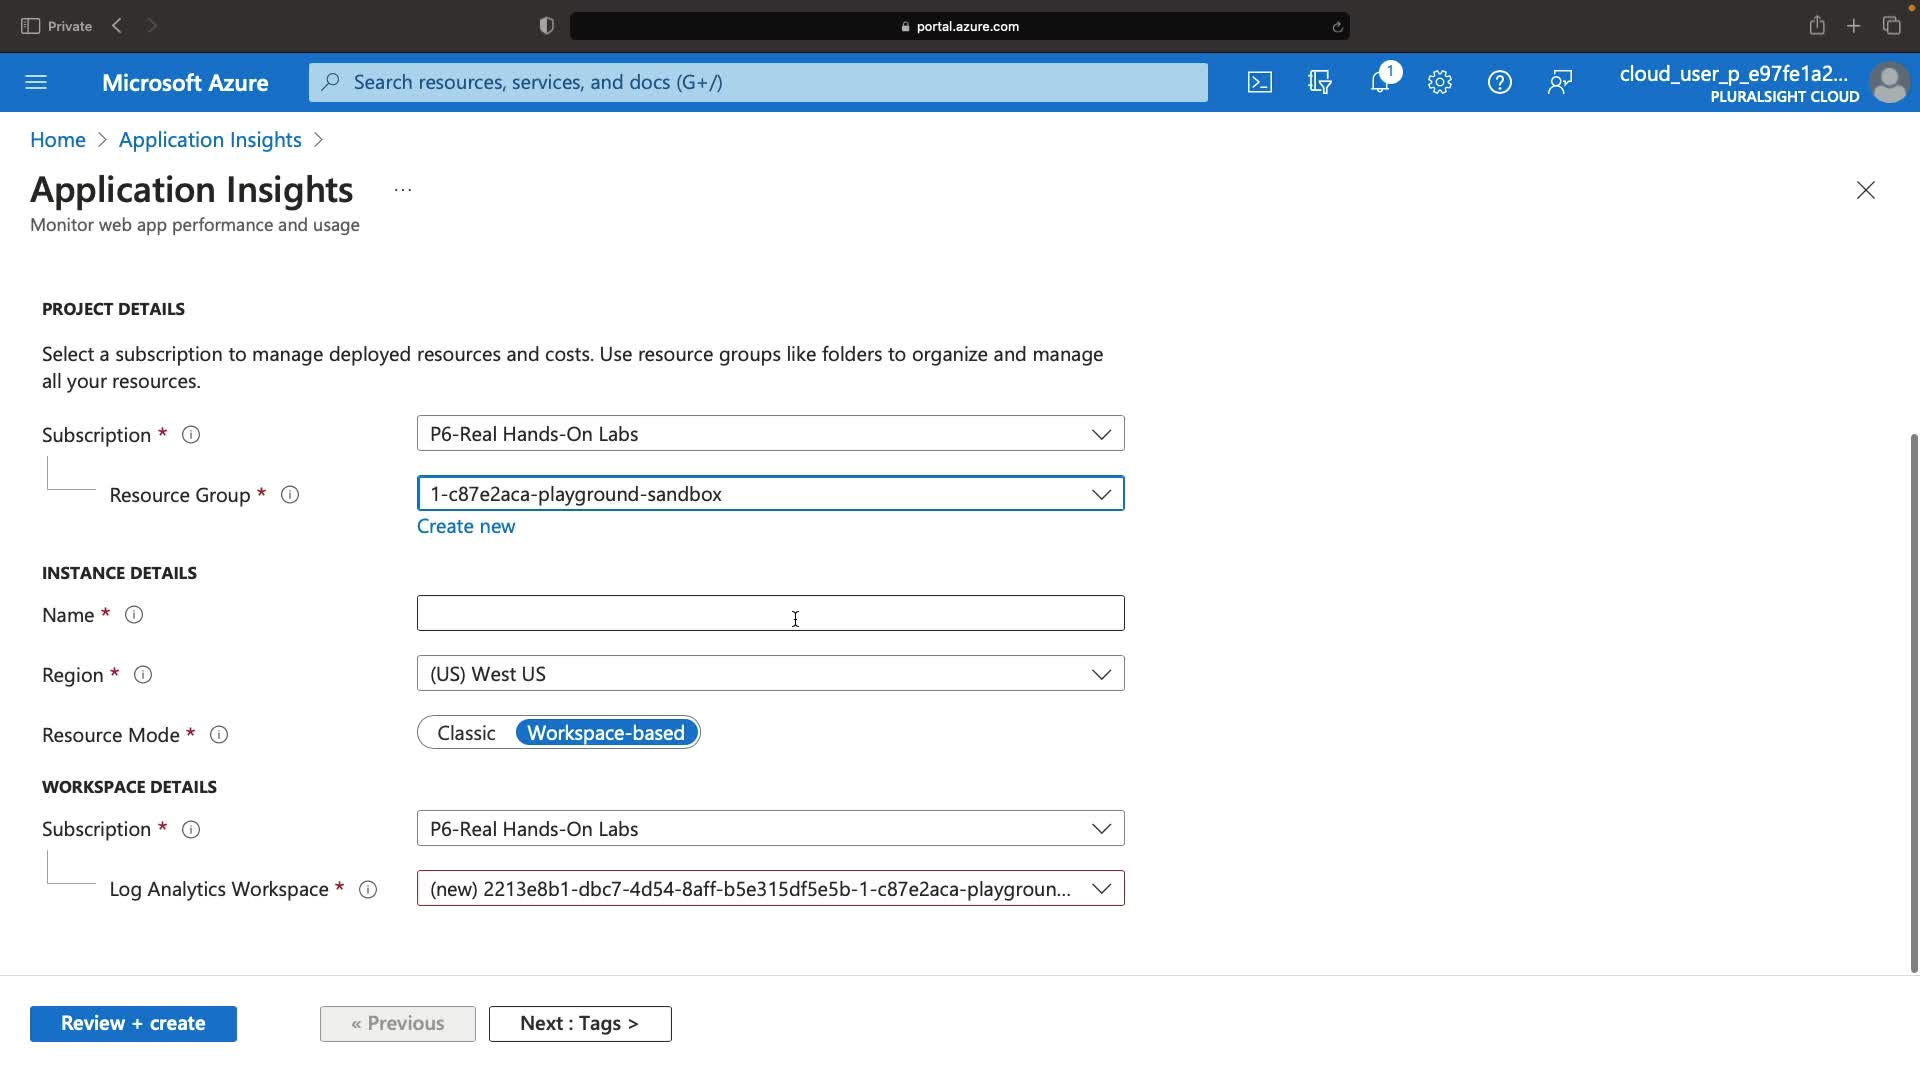 Private
portal.azure.com
Microsoft Azure
Search resources, services, and docs (G+/)
1
cloud_user_p_e97fe1a2...
PLURALSIGHT CLOUD
Home > Application Insights >
Application Insights ...
Monitor web app performance and usage
PROJECT DETAILS
Select a subscription to manage deployed resources and costs. Use resource groups like folders to organize and manage
all your resources.
Subscription * P6-Real Hands-On Labs
Resource Group * 1-c87e2aca-playground-sandbox
Create new
INSTANCE DETAILS
Name *
Region * (US) West US
Resource Mode * Classic Workspace-based
WORKSPACE DETAILS
Subscription * P6-Real Hands-On Labs
Log Analytics Workspace * (new) 2213e8b1-dbc7-4d54-8aff-b5e315df5e5b-1-c87e2aca-playgroun...
Review + create « Previous Next : Tags >